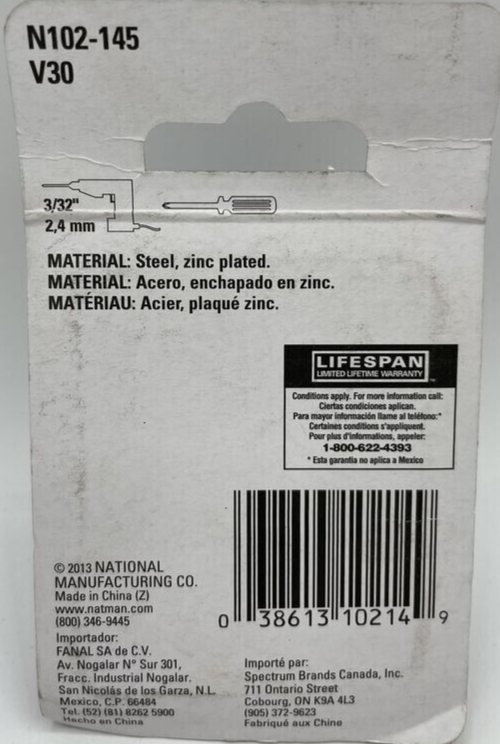 N102-145
V30
3/32"
2,4 mm
MATERIAL: Steel, zinc plated.
MATERIAL: Acero, enchapado en zinc.
MATÉRIAU: Acier, plaqué zinc.
LIFESPAN
LIMITED LIFETIME WARRANTY™
Conditions apply. For more information call:
Ciertas condiciones aplican.
Para mayor información llame al teléfono:*
Certaines conditions s'appliquent.
Pour plus d'informations, appeler:
1-800-622-4393
* Esta garantia no aplica a Mexico
© 2013 NATIONAL
MANUFACTURING CO.
Made in China (Z)
www.natman.com
(800) 346-9445
Importador:
FANAL SA de C.V.
Av. Nogalar N° Sur 301,
Fracc. Industrial Nogalar.
San Nicolás de los Garza, N.L.
Mexico, C.P. 66484
Tel. (52) (81) 8262 5900
Hecho en China
0 38613 10214 9
Importé par:
Spectrum Brands Canada, Inc.
711 Ontario Street
Cobourg, ON K9A 4L3
(905) 372-9623
Fabriqué aux Chine